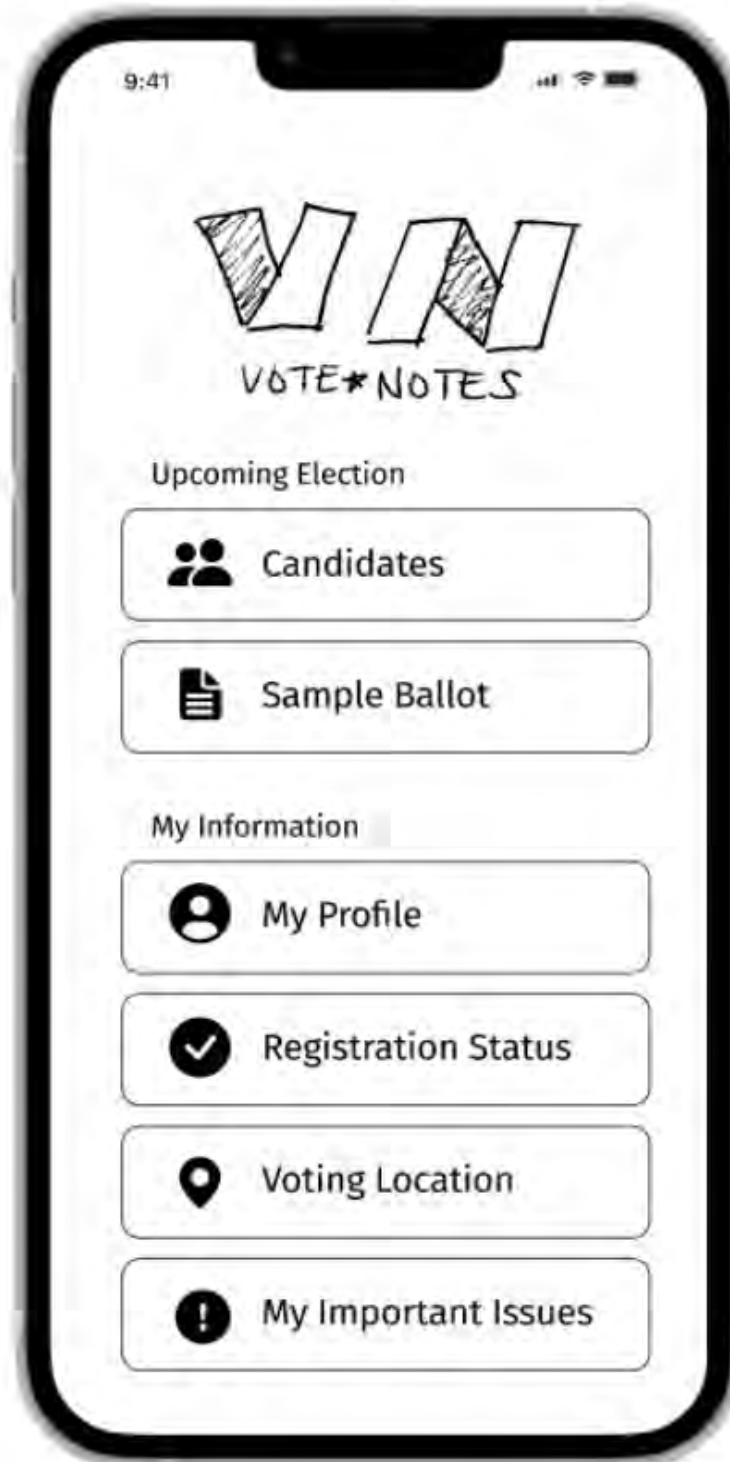 9:41
VN
VOTE★NOTES
Upcoming Election
Candidates
Sample Ballot
My Information
My Profile
Registration Status
Voting Location
My Important Issues